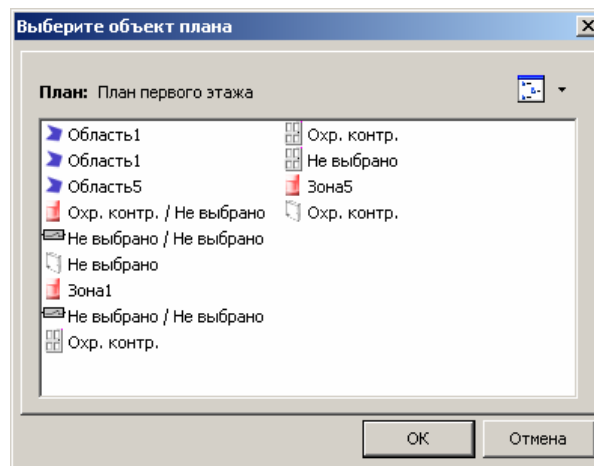 Выберите объект плана
План: План первого этажа
Область1
Область1
Область5
Охр. контр. / Не выбрано
Не выбрано / Не выбрано
Не выбрано
Зона1
Не выбрано / Не выбрано
Охр. контр.
Охр. контр.
Не выбрано
Зона5
Охр. контр.
ОК
Отмена